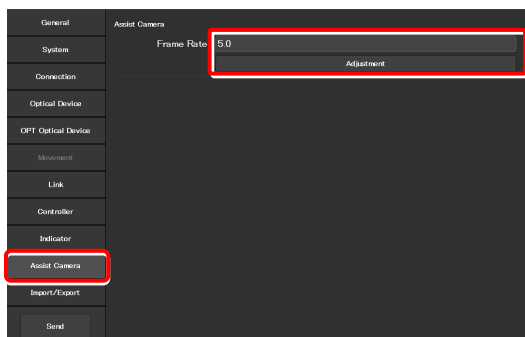 General
System
Connection
Optical Device
OPT Optical Device
Movement
Link
Controller
Indicator
Assist Camera
Import/Export
Send
Assist Camera
Frame Rate 5.0
Adjustment